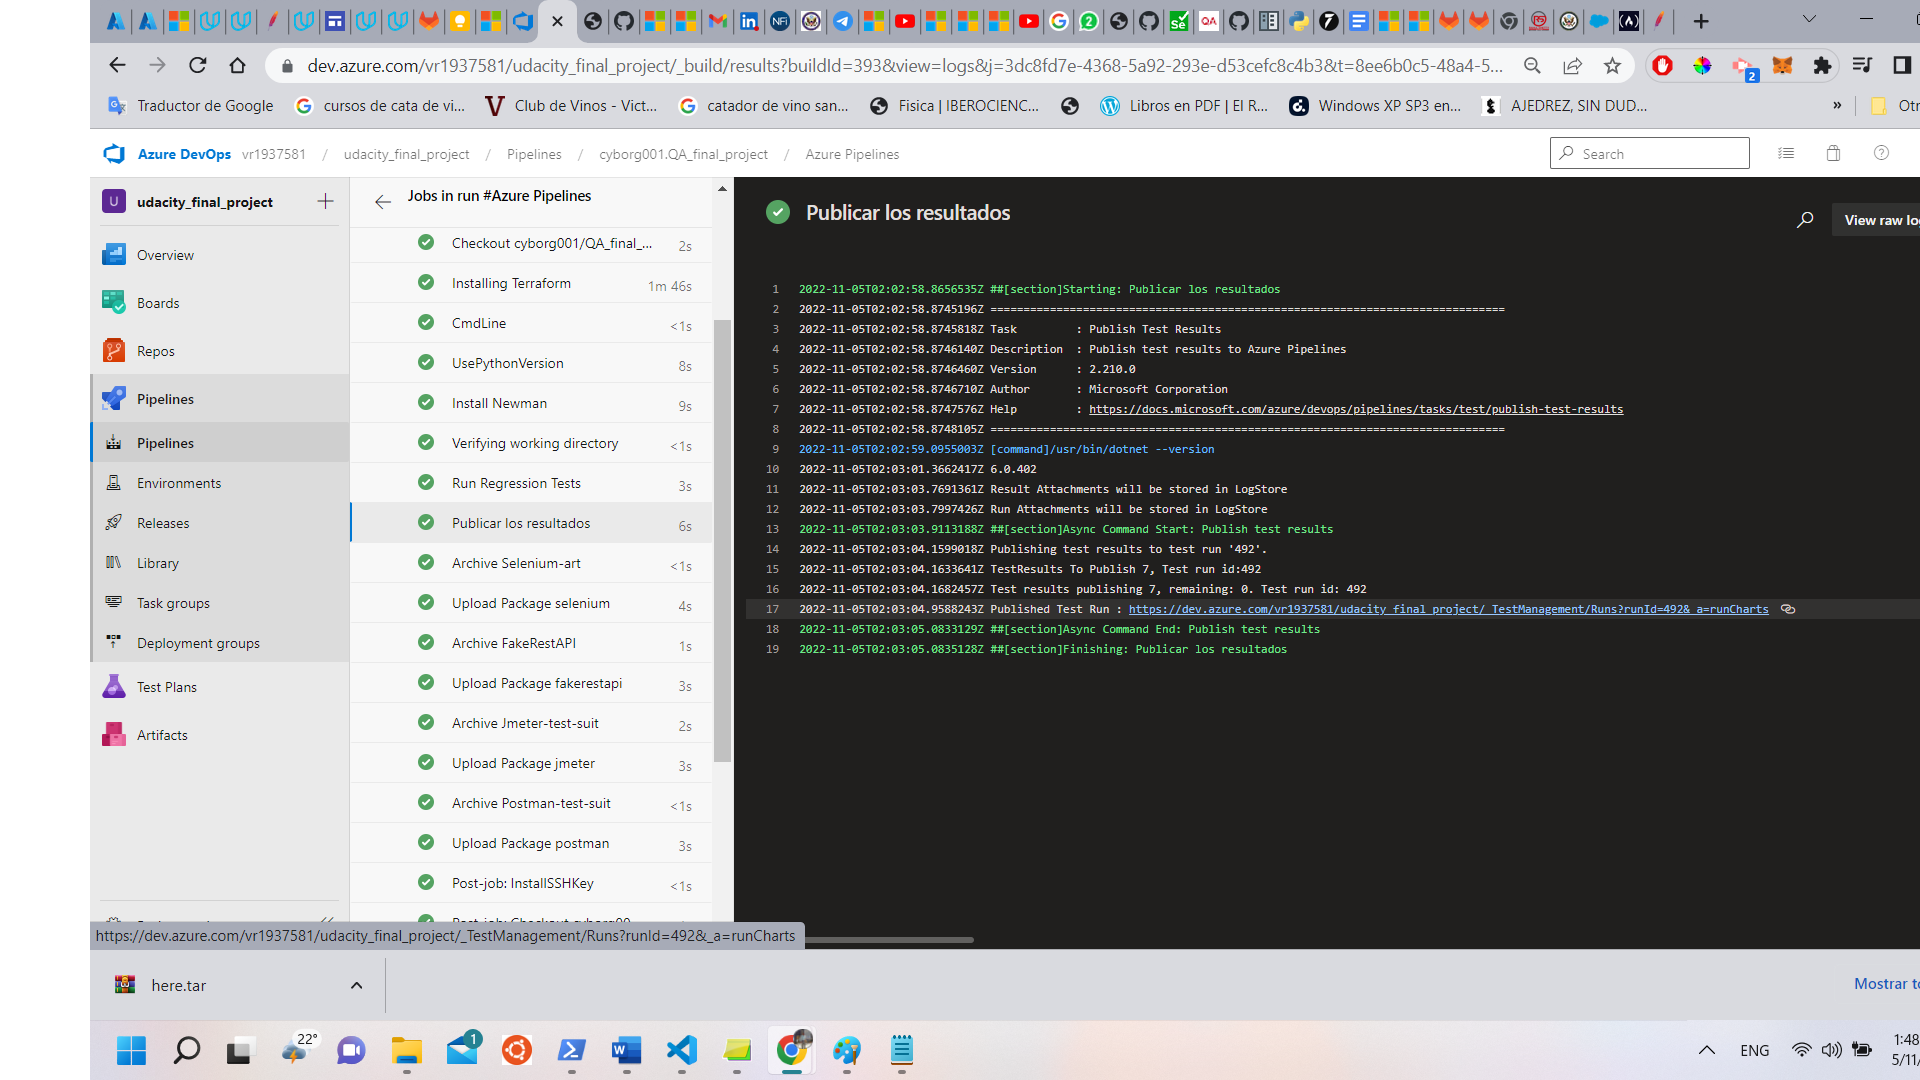 dev.azure.com/vr1937581/udacity_final_project/_build/results?buildId=393&view=logs&j=3dc8fd7e-4368-5a92-293e-d53cefc8c4b3&t=8ee6b0c5-48a4-5...
2
Traductor de Google
cursos de cata de vi...
Club de Vinos - Vict...
catador de vino san...
Fisica | IBEROCIENC...
Libros en PDF | El R...
Windows XP SP3 en...
AJEDREZ, SIN DUD...
»
Azure DevOps vr1937581 / udacity_final_project / Pipelines / cyborg001.QA_final_project / Azure Pipelines
Search
U udacity_final_project
Overview
Boards
Repos
Pipelines
Pipelines
Environments
Releases
Library
Task groups
Deployment groups
Test Plans
Artifacts
Jobs in run #Azure Pipelines
Checkout cyborg001/QA_final_... 2s
Installing Terraform 1m 46s
CmdLine <1s
UsePythonVersion 8s
Install Newman 9s
Verifying working directory <1s
Run Regression Tests 3s
Publicar los resultados 6s
Archive Selenium-art <1s
Upload Package selenium 4s
Archive FakeRestAPI 1s
Upload Package fakerestapi 3s
Archive Jmeter-test-suit 2s
Upload Package jmeter 3s
Archive Postman-test-suit <1s
Upload Package postman 3s
Post-job: InstallSSHKey <1s
Publicar los resultados
View raw lo
1 2022-11-05T02:02:58.8656535Z ##[section]Starting: Publicar los resultados
2 2022-11-05T02:02:58.8745196Z ==============================================================================
3 2022-11-05T02:02:58.8745818Z Task : Publish Test Results
4 2022-11-05T02:02:58.8746140Z Description : Publish test results to Azure Pipelines
5 2022-11-05T02:02:58.8746460Z Version : 2.210.0
6 2022-11-05T02:02:58.8746710Z Author : Microsoft Corporation
7 2022-11-05T02:02:58.8747576Z Help : https://docs.microsoft.com/azure/devops/pipelines/tasks/test/publish-test-results
8 2022-11-05T02:02:58.8748105Z ==============================================================================
9 2022-11-05T02:02:59.0955003Z [command]/usr/bin/dotnet --version
10 2022-11-05T02:03:01.3662417Z 6.0.402
11 2022-11-05T02:03:03.7691361Z Result Attachments will be stored in LogStore
12 2022-11-05T02:03:03.7997426Z Run Attachments will be stored in LogStore
13 2022-11-05T02:03:03.9113188Z ##[section]Async Command Start: Publish test results
14 2022-11-05T02:03:04.1599018Z Publishing test results to test run '492'.
15 2022-11-05T02:03:04.1633641Z TestResults To Publish 7, Test run id:492
16 2022-11-05T02:03:04.1682457Z Test results publishing 7, remaining: 0. Test run id: 492
17 2022-11-05T02:03:04.9588243Z Published Test Run : https://dev.azure.com/vr1937581/udacity_final_project/_TestManagement/Runs?runId=492&_a=runCharts
18 2022-11-05T02:03:05.0833129Z ##[section]Async Command End: Publish test results
19 2022-11-05T02:03:05.0835128Z ##[section]Finishing: Publicar los resultados
https://dev.azure.com/vr1937581/udacity_final_project/_TestManagement/Runs?runId=492&_a=runCharts
here.tar
Mostrar to
22°
1
ENG
1:48
5/11/